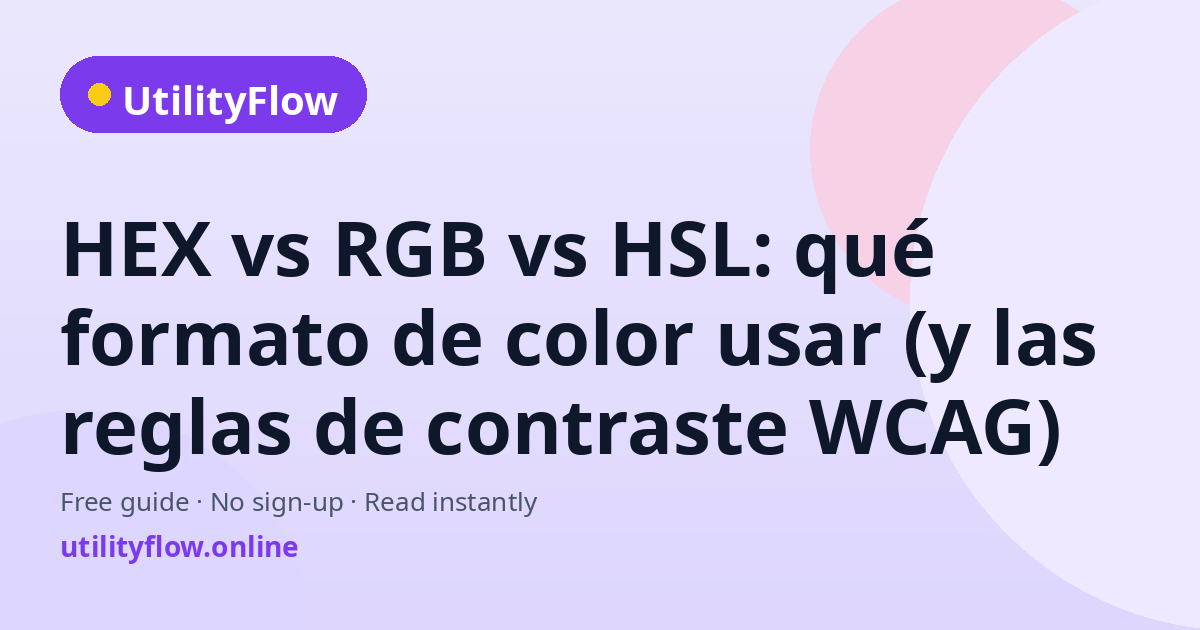 UtilityFlow
HEX vs RGB vs HSL: qué
formato de color usar (y las
reglas de contraste WCAG)
Free guide · No sign-up · Read instantly
utilityflow.online